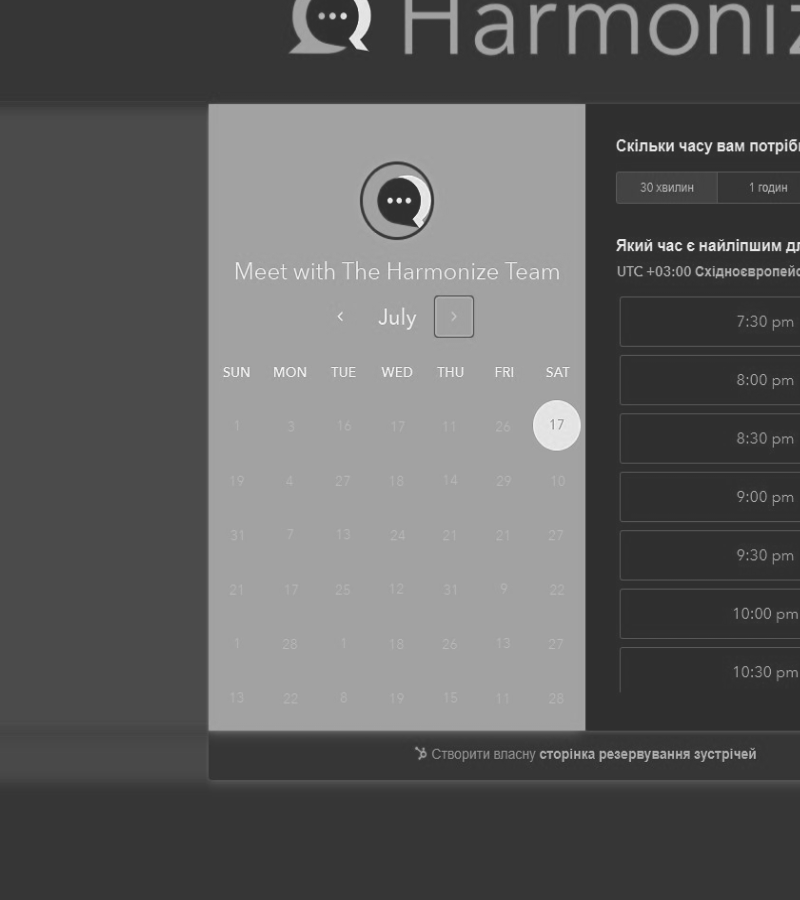 Harmoniz
Скільки часу вам потрібн
30 хвилин 1 годин
Meet with The Harmonize Team
Який час є найліпшим дл
UTC +03:00 Східноєвропейс
‹ July ›
7:30 pm
SUN MON TUE WED THU FRI SAT
8:00 pm
1 3 16 17 11 26 17
8:30 pm
19 4 27 18 14 29 10
9:00 pm
31 7 13 24 21 21 27
9:30 pm
21 17 25 12 31 9 22
10:00 pm
1 28 1 18 26 13 27
10:30 pm
13 22 8 19 15 11 28
Створити власну сторінка резервування зустрічей